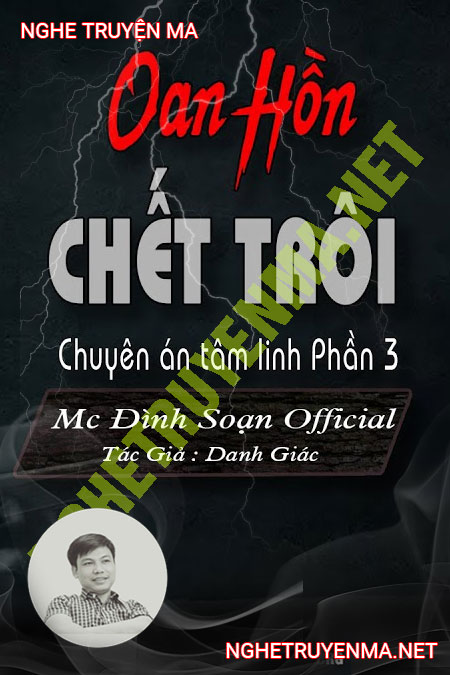 NGHE TRUYỆN MA
Oan Hồn
CHẾT TRÔI
NGHETRUYENMA.NET
Chuyên án tâm linh Phần 3
Mc Đình Soạn Official
Tác Giả : Danh Giác
NGHETRUYENMA.NET